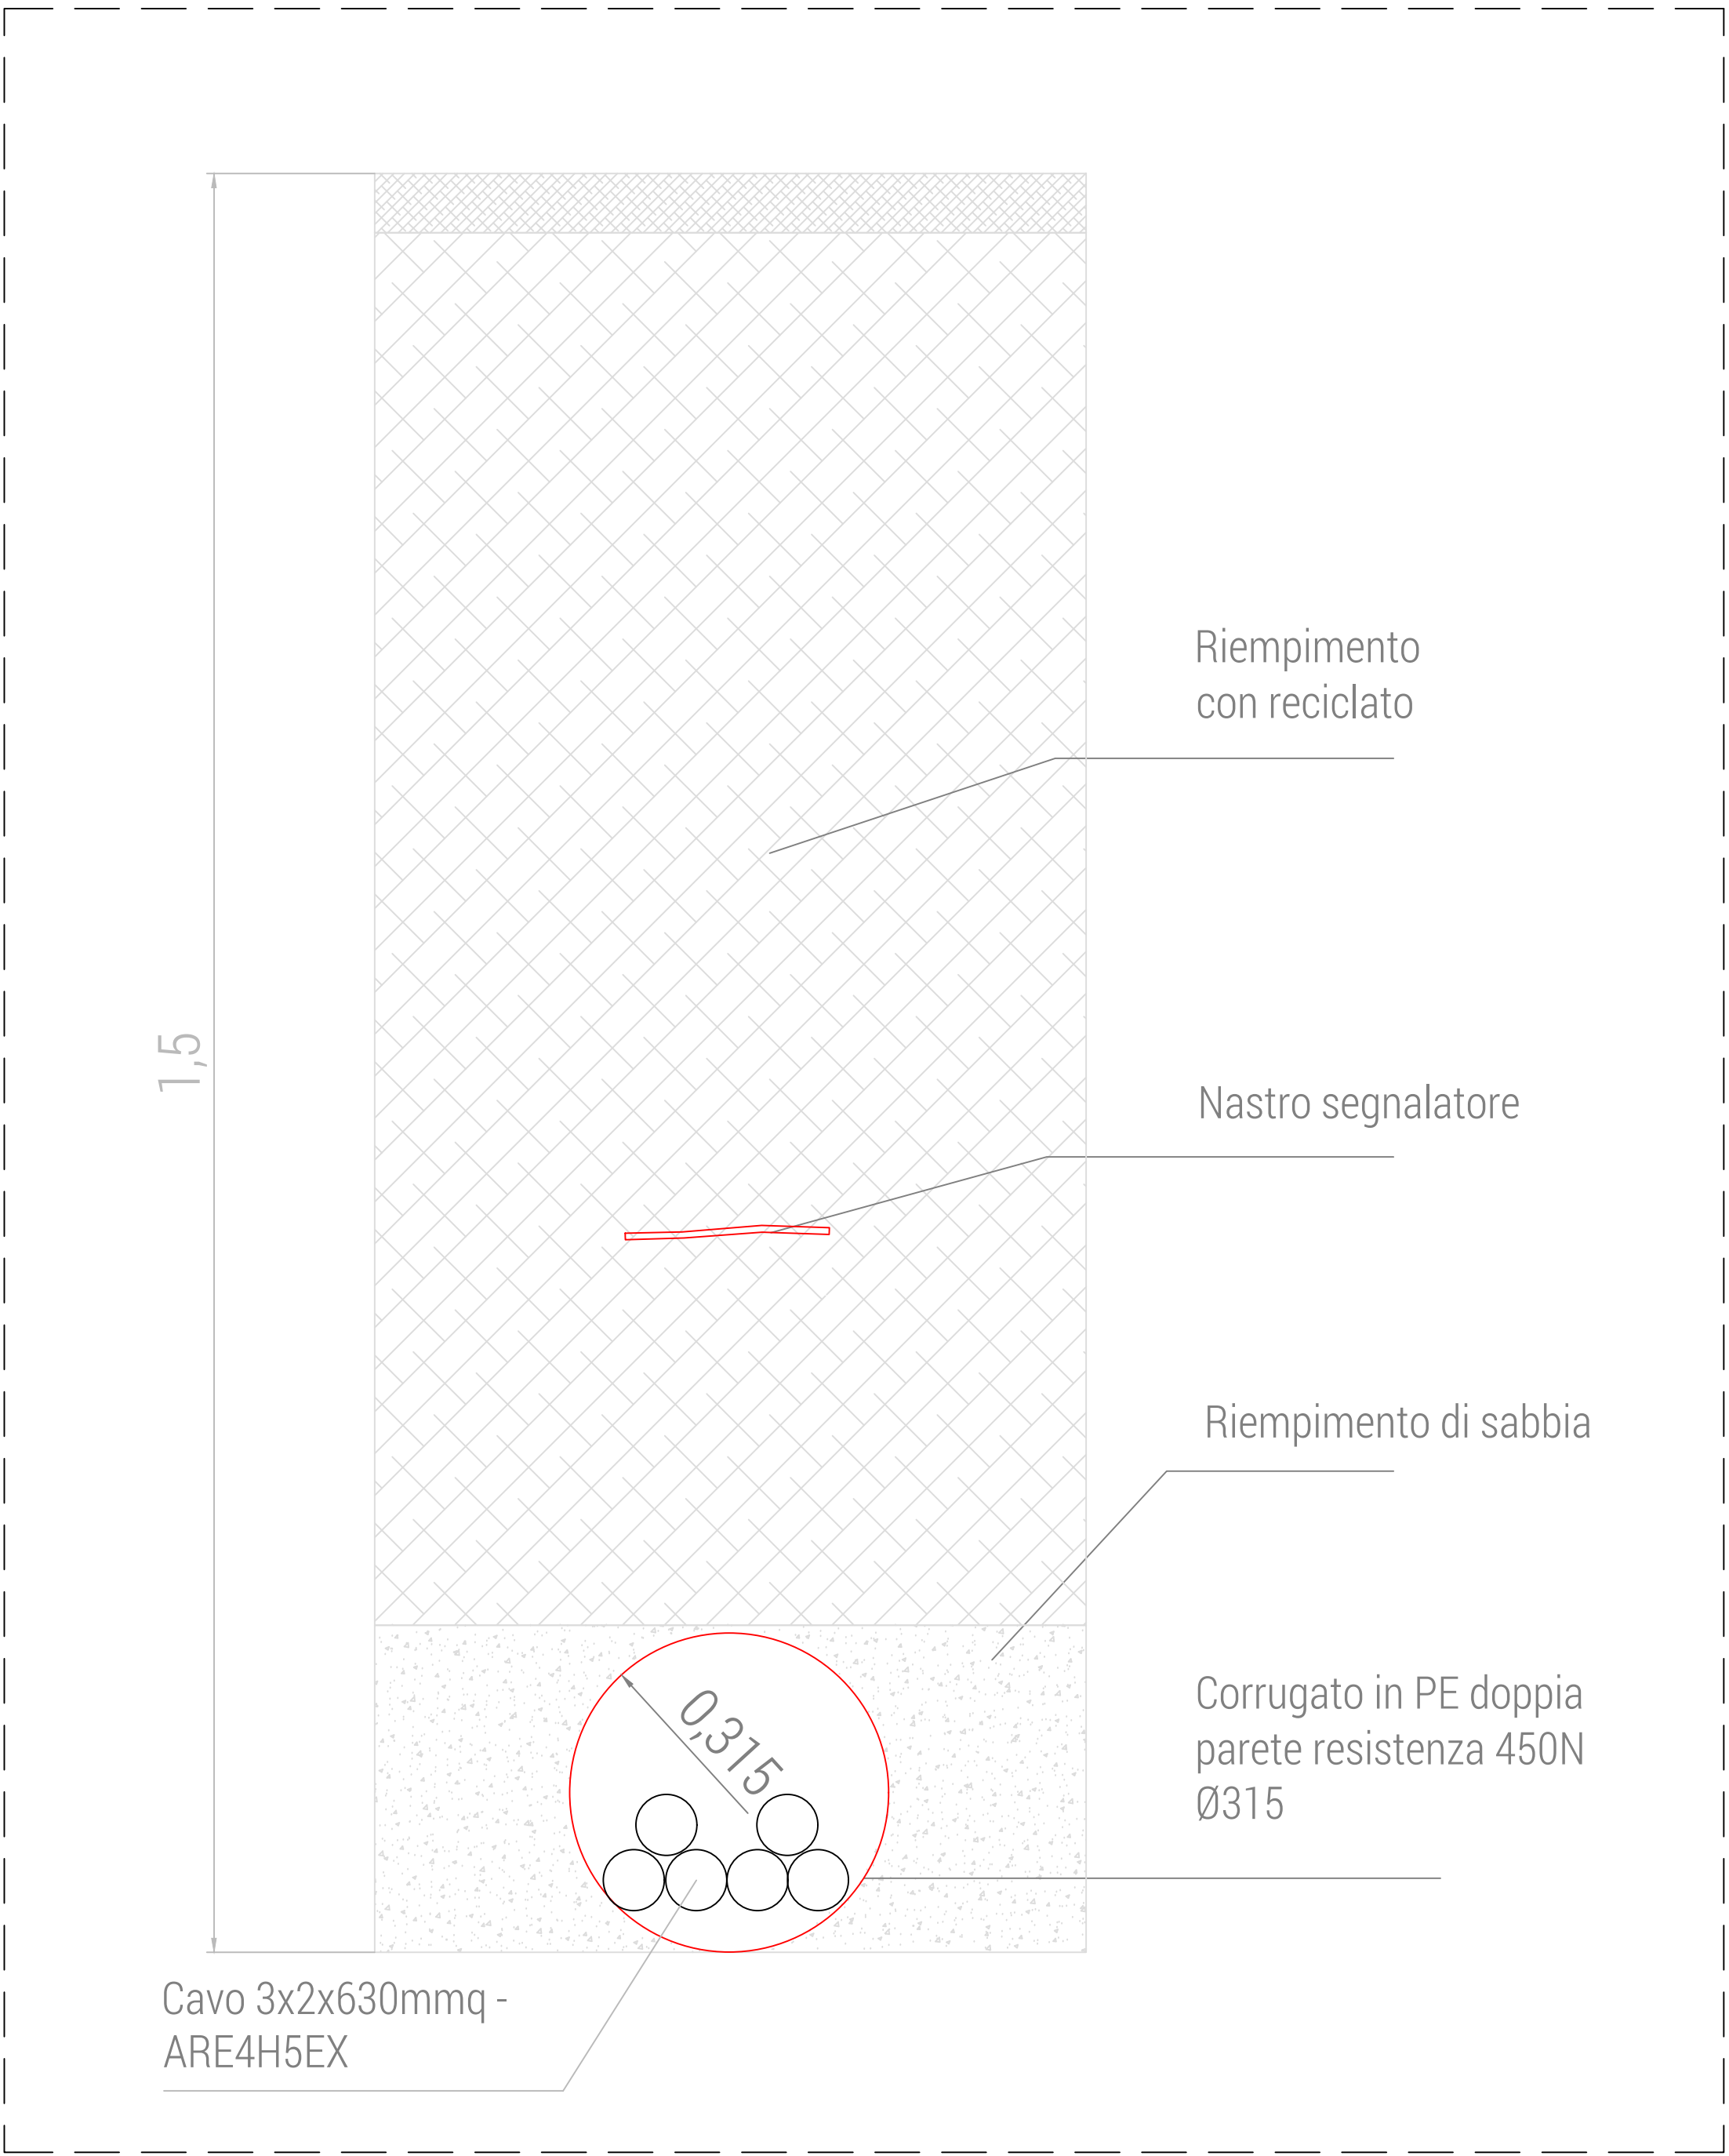 Riempimento
con reciclato
1,5
Nastro segnalatore
Riempimento di sabbia
Corrugato in PE doppia
parete resistenza 450N
Ø315
0,315
Cavo 3x2x630mmq -
ARE4H5EX